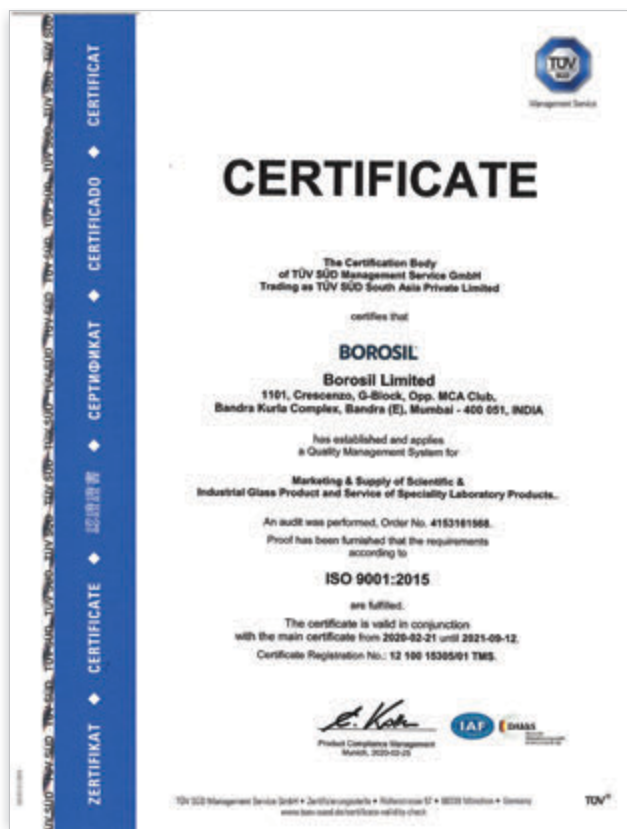 TÜV
SÜD
Management Service
CERTIFICATE
The Certification Body
of TÜV SÜD Management Service GmbH
Trading as TÜV SÜD South Asia Private Limited
certifies that
BOROSIL
Borosil Limited
1101, Crescenzo, G-Block, Opp. MCA Club,
Bandra Kurla Complex, Bandra (E), Mumbai - 400 051, INDIA
has established and applies
a Quality Management System for
Marketing & Supply of Scientific &
Industrial Glass Product and Service of Speciality Laboratory Products.
An audit was performed, Order No. 4153161568.
Proof has been furnished that the requirements
according to
ISO 9001:2015
are fulfilled.
The certificate is valid in conjunction
with the main certificate from 2020-02-21 until 2021-09-12.
Certificate Registration No.: 12 100 15305/01 TMS.
Product Compliance Management
Munich, 2020-02-25
IAF
DAkkS
TÜV SÜD Management Service GmbH • Zertifizierungsstelle • 80339 München • Germany
TÜV®
ZERTIFIKAT ◆ CERTIFICATE ◆ 認證證書 ◆ СЕРТИФИКАТ ◆ CERTIFICADO ◆ CERTIFICAT